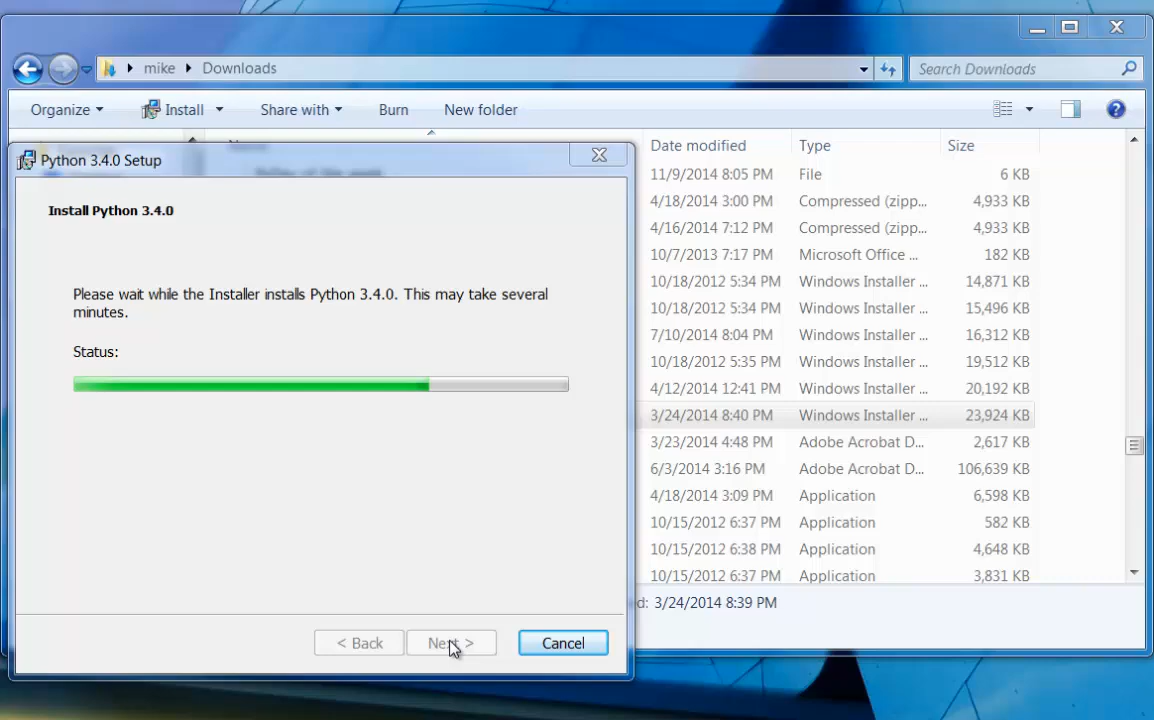 mike Downloads
Search Downloads
Organize Install Share with Burn New folder
Python 3.4.0 Setup
Install Python 3.4.0
Please wait while the Installer installs Python 3.4.0. This may take several
minutes.
Status:
< Back Next > Cancel
Date modified Type Size
11/9/2014 8:05 PM File 6 KB
4/18/2014 3:00 PM Compressed (zipp... 4,933 KB
4/16/2014 7:12 PM Compressed (zipp... 4,933 KB
10/7/2013 7:17 PM Microsoft Office ... 182 KB
10/18/2012 5:34 PM Windows Installer ... 14,871 KB
10/18/2012 5:34 PM Windows Installer ... 15,496 KB
7/10/2014 8:04 PM Windows Installer ... 16,312 KB
10/18/2012 5:35 PM Windows Installer ... 19,512 KB
4/12/2014 12:41 PM Windows Installer ... 20,192 KB
3/24/2014 8:40 PM Windows Installer ... 23,924 KB
3/23/2014 4:48 PM Adobe Acrobat D... 2,617 KB
6/3/2014 3:16 PM Adobe Acrobat D... 106,639 KB
4/18/2014 3:09 PM Application 6,598 KB
10/15/2012 6:37 PM Application 582 KB
10/15/2012 6:38 PM Application 4,648 KB
10/15/2012 6:37 PM Application 3,831 KB
d: 3/24/2014 8:39 PM